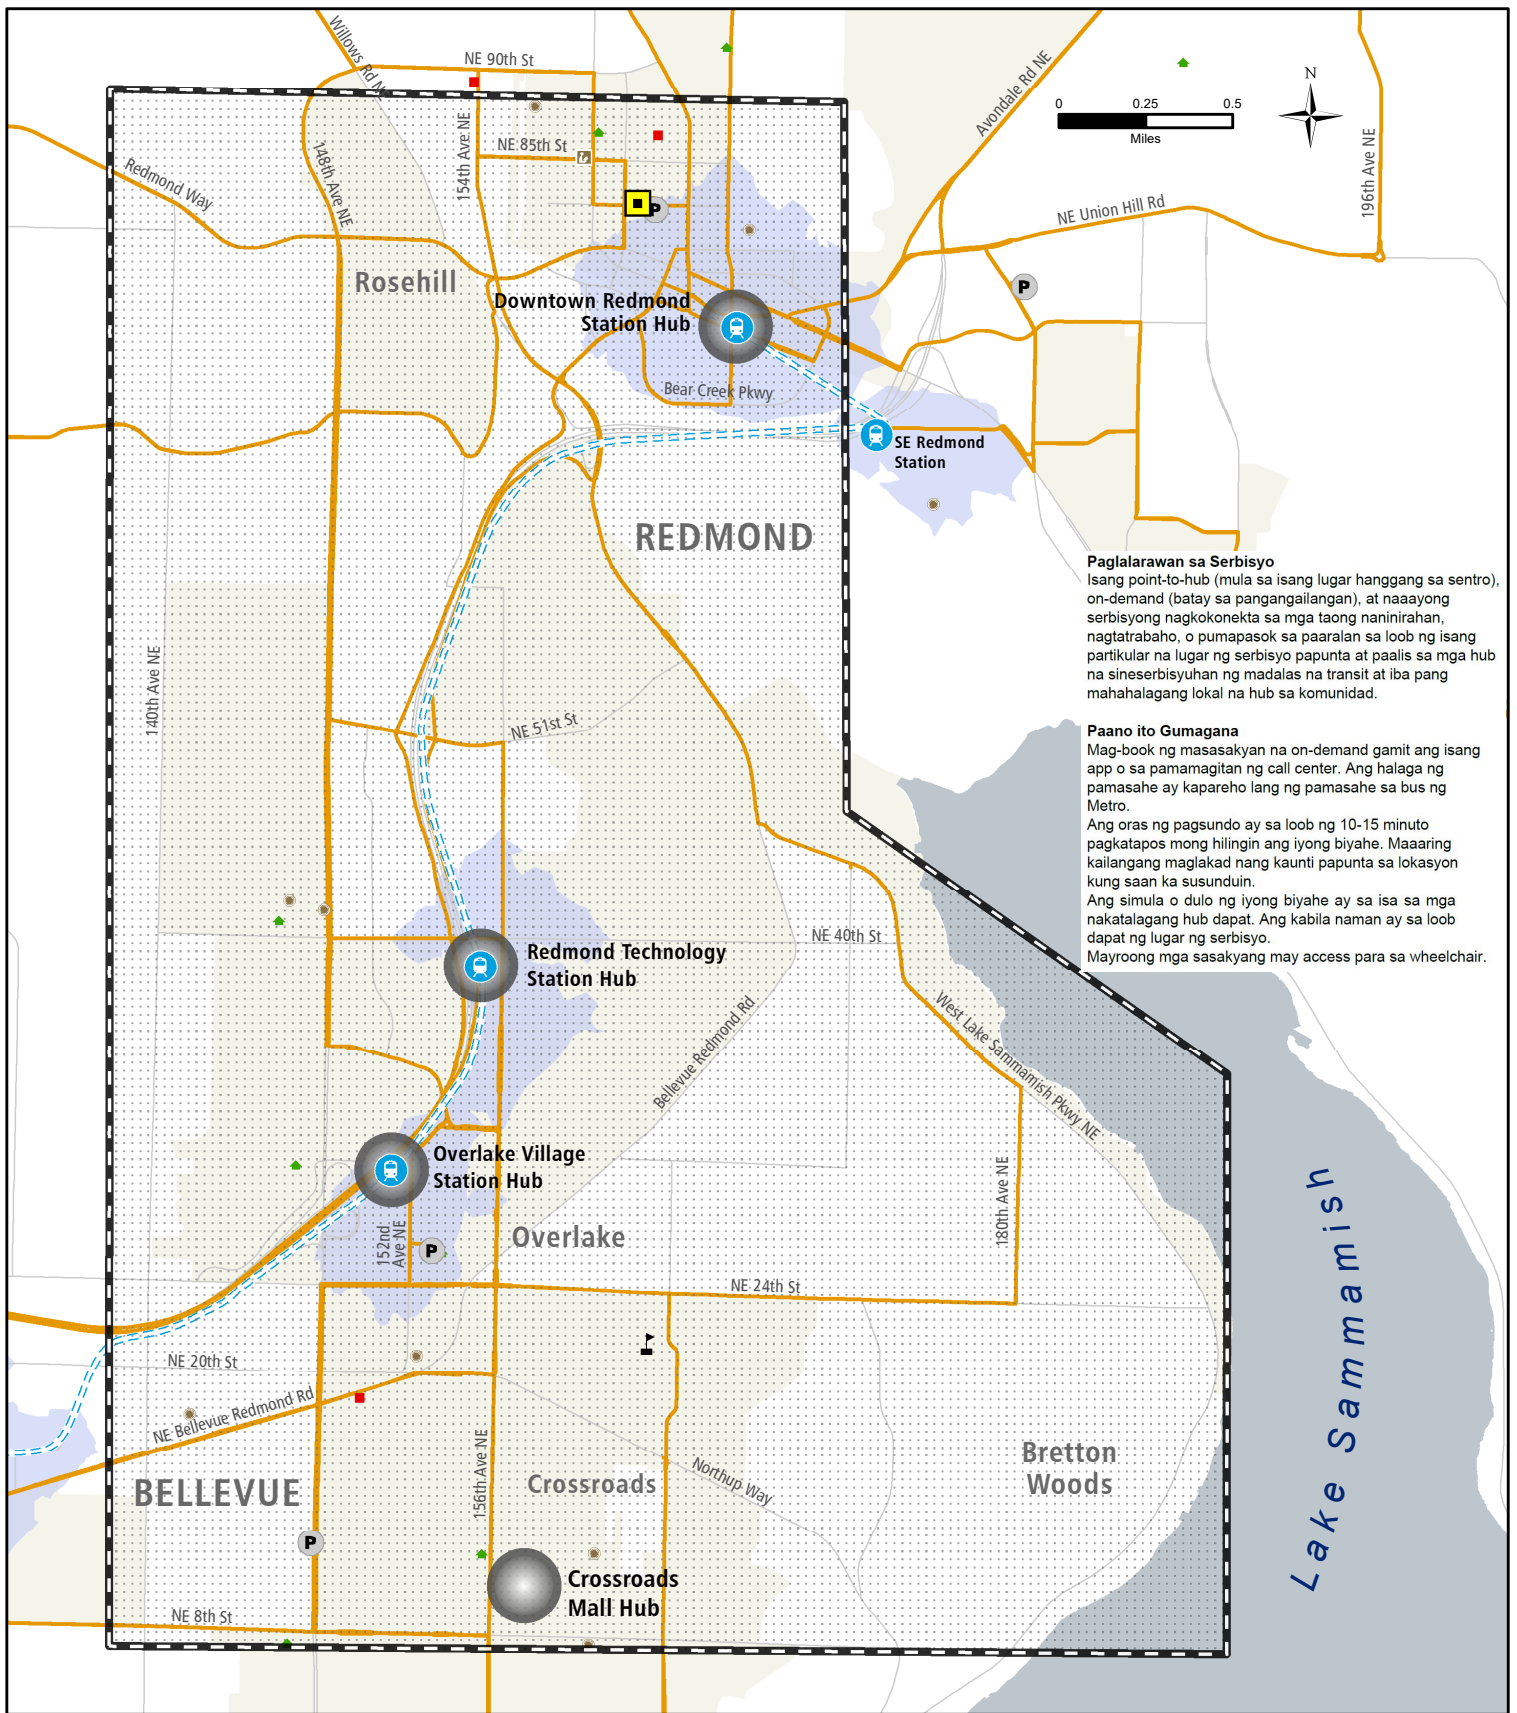 Willows Rd N
NE 90th St
Avondale Rd NE
0 0.25 0.5
Miles
N
196th Ave NE
154th Ave NE
NE 85th St
148th Ave NE
Redmond Way
P
NE Union Hill Rd
P
Rosehill
Downtown Redmond
Station Hub
Bear Creek Pkwy
SE Redmond
Station
REDMOND
Paglalarawan sa Serbisyo
Isang point-to-hub (mula sa isang lugar hanggang sa sentro),
on-demand (batay sa pangangailangan), at naaayong
serbisyong nagkokonekta sa mga taong naninirahan,
nagtatrabaho, o pumapasok sa paaralan sa loob ng isang
partikular na lugar ng serbisyo papunta at paalis sa mga hub
na sineserbisyuhan ng madalas na transit at iba pang
mahahalagang lokal na hub sa komunidad.
Paano ito Gumagana
Mag-book ng masasakyan na on-demand gamit ang isang
app o sa pamamagitan ng call center. Ang halaga ng
pamasahe ay kapareho lang ng pamasahe sa bus ng
Metro.
Ang oras ng pagsundo ay sa loob ng 10-15 minuto
pagkatapos mong hilingin ang iyong biyahe. Maaaring
kailangang maglakad nang kaunti papunta sa lokasyon
kung saan ka susunduin.
Ang simula o dulo ng iyong biyahe ay sa isa sa mga
nakatalagang hub dapat. Ang kabila naman ay sa loob
dapat ng lugar ng serbisyo.
Mayroong mga sasakyang may access para sa wheelchair.
140th Ave NE
NE 51st St
NE 40th St
Redmond Technology
Station Hub
Bellevue Redmond Rd
West Lake Sammamish Pkwy NE
Overlake Village
Station Hub
180th Ave NE
152nd
Ave NE
P
Overlake
NE 24th St
Lake Sammamish
NE 20th St
NE Bellevue Redmond Rd
BELLEVUE
156th Ave NE
Crossroads
Northup Way
Bretton
Woods
P
Crossroads
Mall Hub
NE 8th St